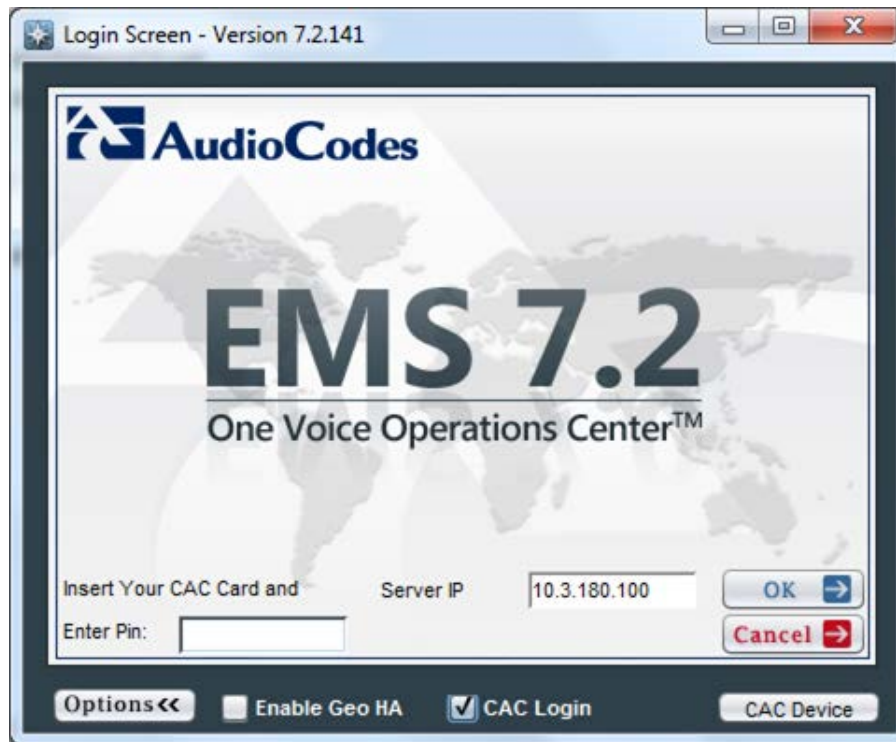 Login Screen - Version 7.2.141
AudioCodes
EMS 7.2
One Voice Operations Center™
Insert Your CAC Card and
Server IP
10.3.180.100
OK
Enter Pin:
Cancel
Options<<
Enable Geo HA
CAC Login
CAC Device